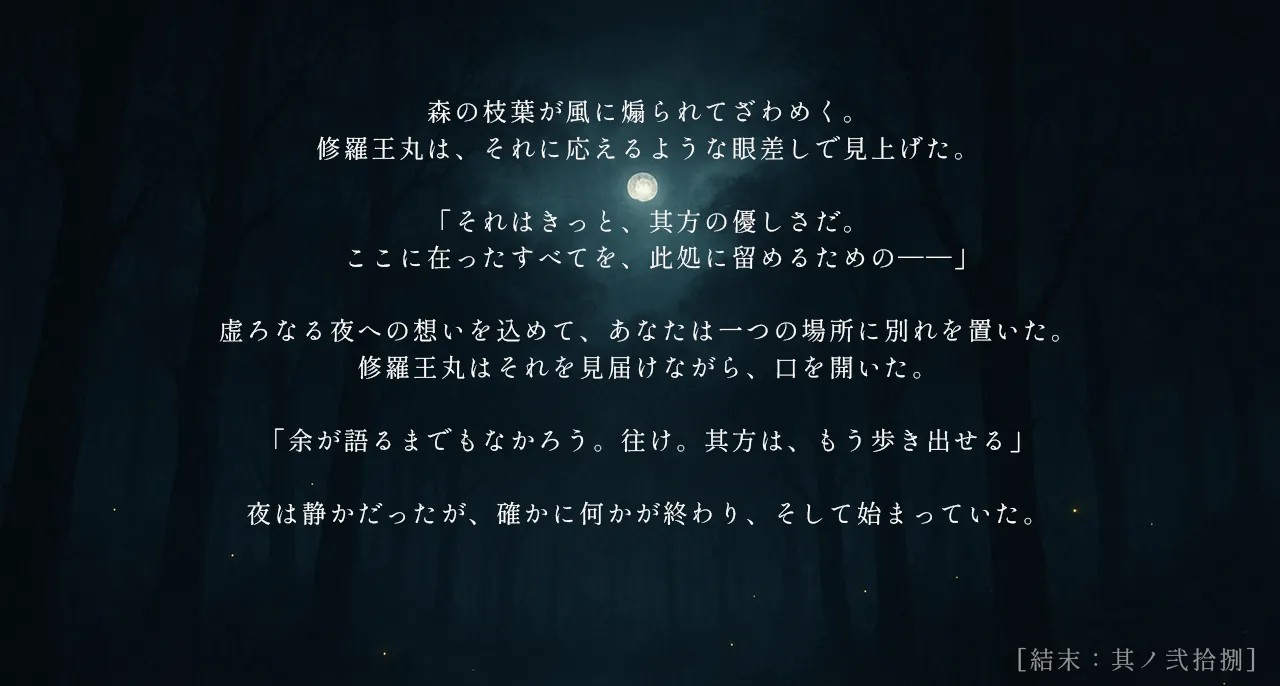 森の枝葉が風に煽られてざわめく。
修羅王丸は、それに応えるような眼差しで見上げた。
「それはきっと、其方の優しさだ。
ここに在ったすべてを、此処に留めるための――」
虚ろなる夜への想いを込めて、あなたは一つの場所に別れを置いた。
修羅王丸はそれを見届けながら、口を開いた。
「余が語るまでもなかろう。往け。其方は、もう歩き出せる」
夜は静かだったが、確かに何かが終わり、そして始まっていた。
[結末：其ノ弐拾捌]